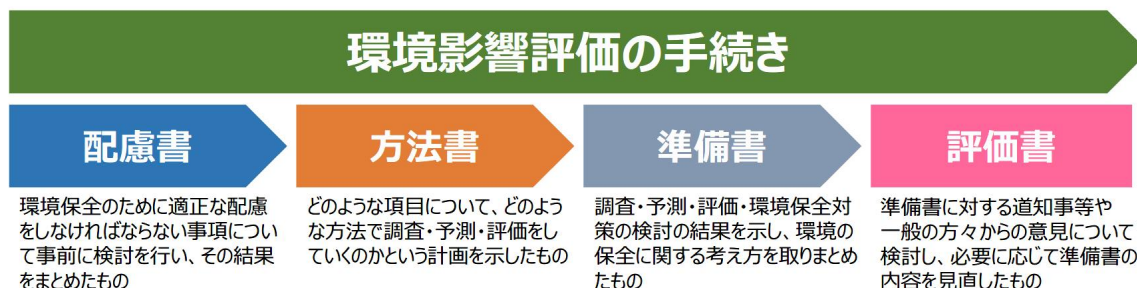 環境影響評価の手続き
配慮書
環境保全のために適正な配慮
をしなければならない事項につい
て事前に検討を行い、その結果
をまとめたもの
方法書
どのような項目について、どのよう
な方法で調査・予測・評価をし
ていくのかという計画を示したもの
準備書
調査・予測・評価・環境保全対
策の検討の結果を示し、環境の
保全に関する考え方を取りまとめ
たもの
評価書
準備書に対する道知事等や
一般の方々からの意見について
検討し、必要に応じて準備書の
内容を見直したもの